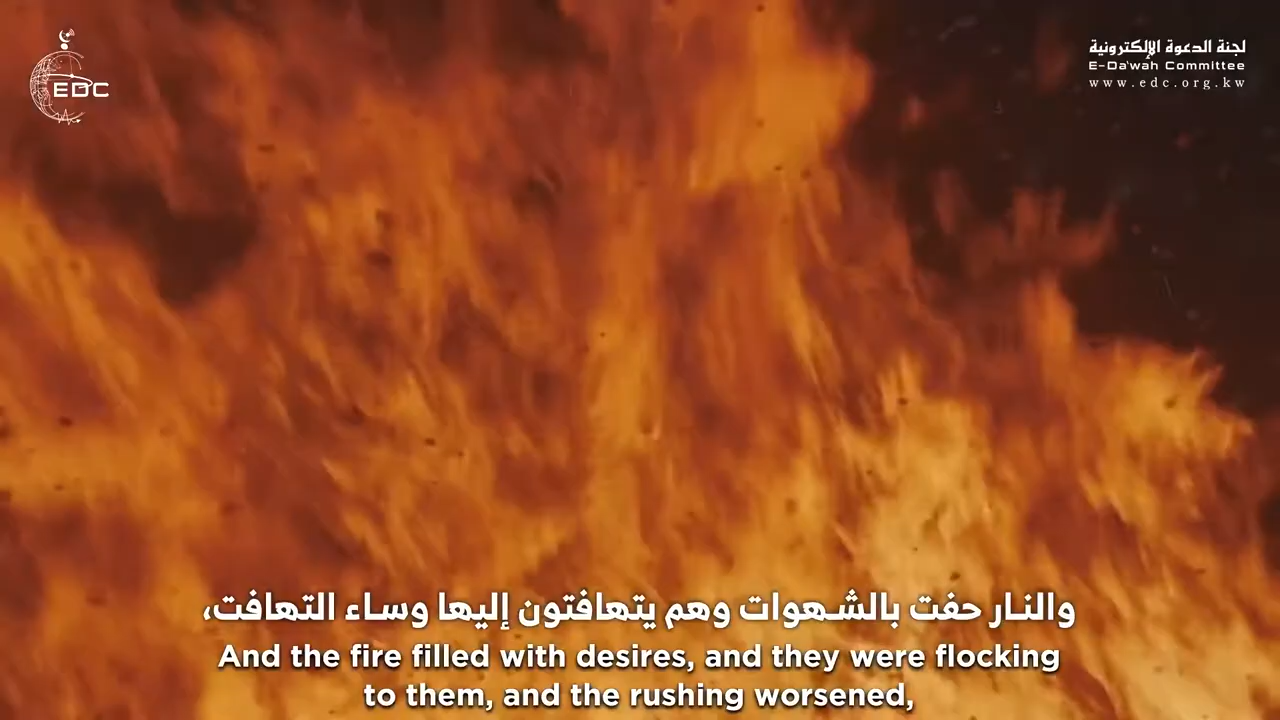 EDC
لجنة الدعوة الإلكترونية
E-Da'wah Committee
www.edc.org.kw
والنار حفت بالشهوات وهم يتهافتون إليها وساء التهافت،
And the fire filled with desires, and they were flocking
to them, and the rushing worsened,